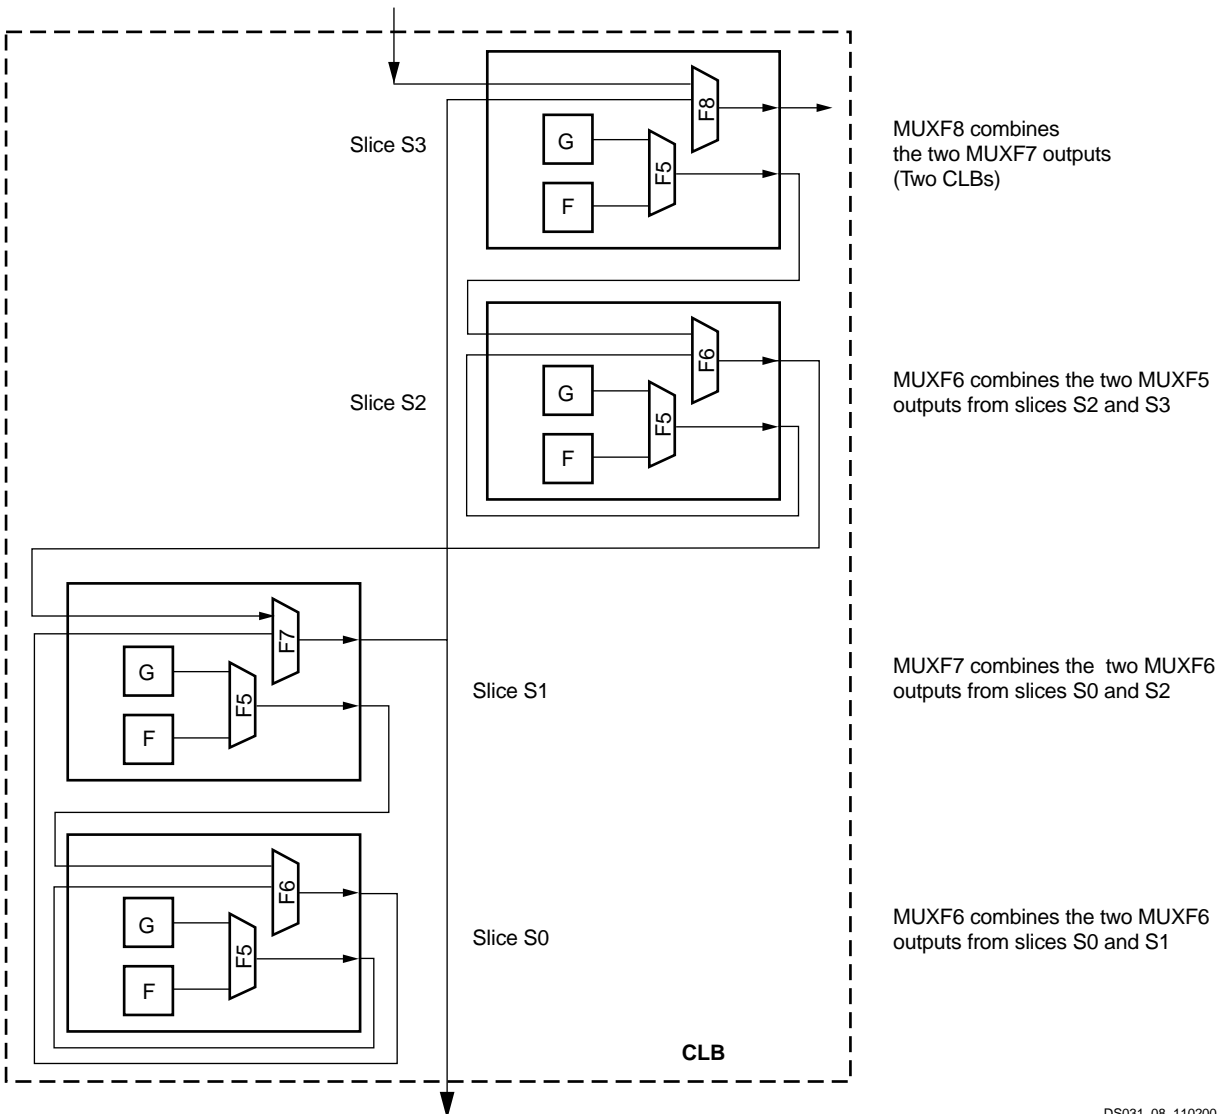 Slice S3
F8
G
F5
F
MUXF8 combines
the two MUXF7 outputs
(Two CLBs)
Slice S2
F6
G
F5
F
MUXF6 combines the two MUXF5
outputs from slices S2 and S3
F7
G
F5
F
Slice S1
MUXF7 combines the two MUXF6
outputs from slices S0 and S2
F6
G
F5
F
Slice S0
MUXF6 combines the two MUXF6
outputs from slices S0 and S1
CLB
DS031_08_110200